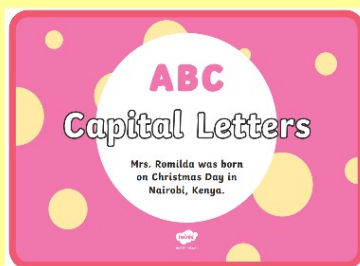 ABC
Capital Letters
Mrs. Romilda was born
on Christmas Day in
Nairobi, Kenya.
twinkl